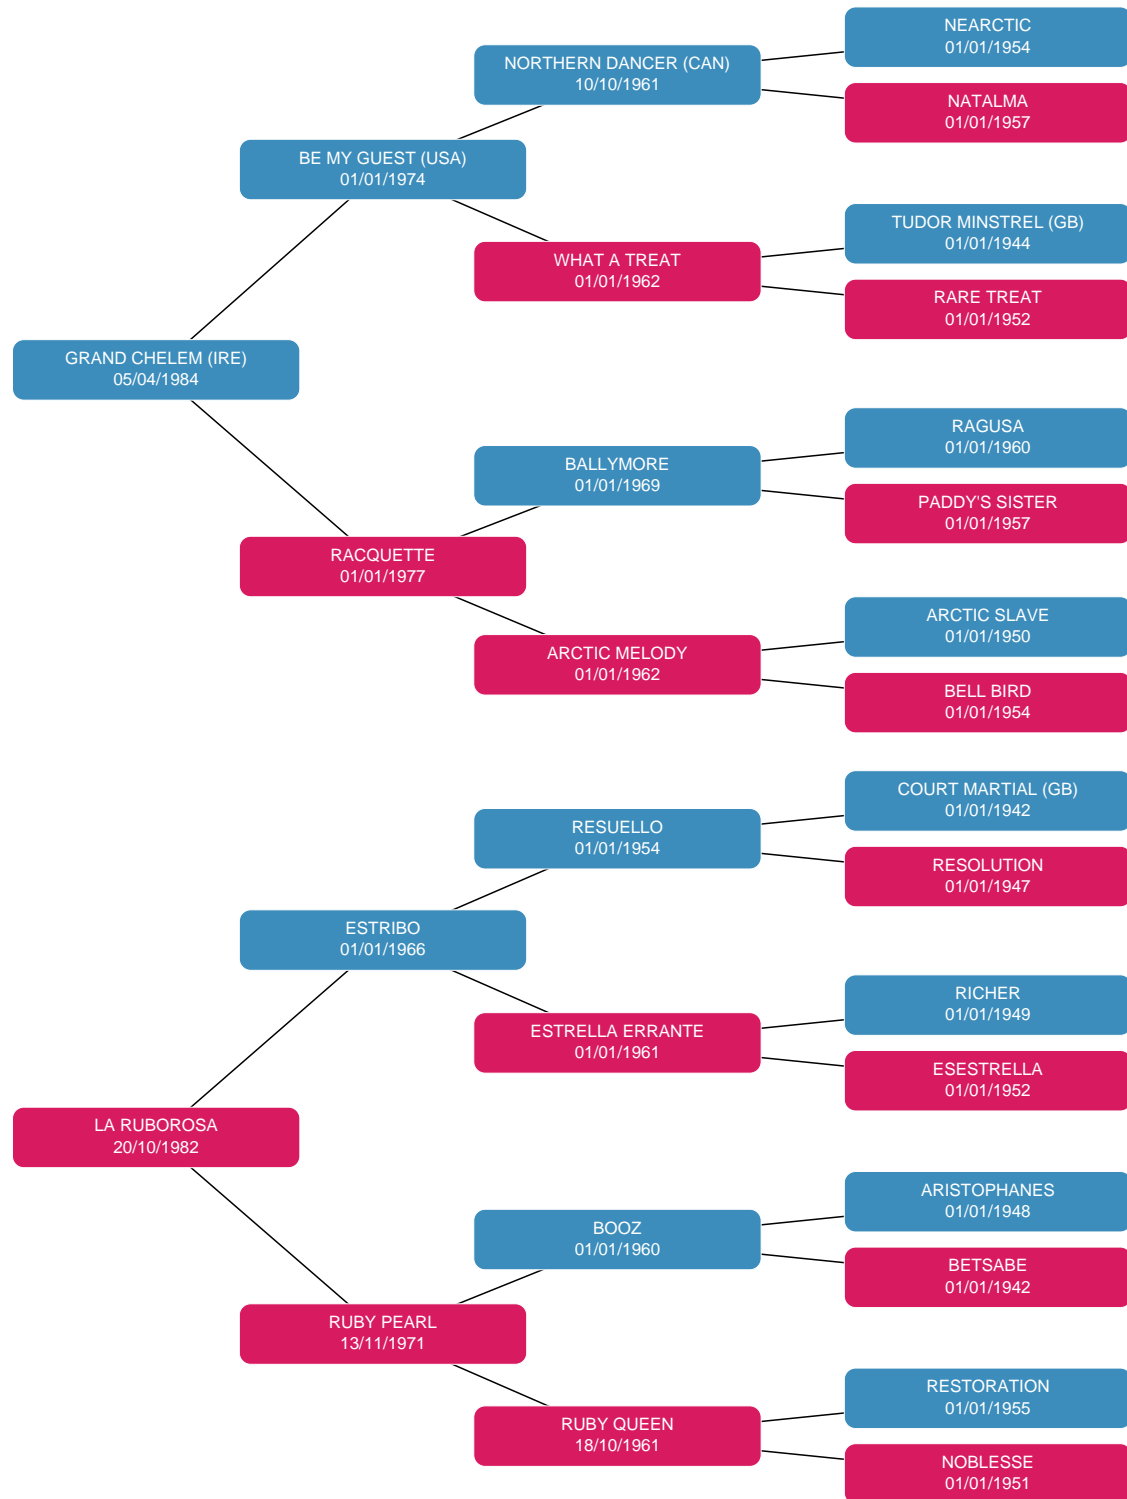 NEARCTIC
01/01/1954
NORTHERN DANCER (CAN)
10/10/1961
NATALMA
01/01/1957
BE MY GUEST (USA)
01/01/1974
TUDOR MINSTREL (GB)
01/01/1944
WHAT A TREAT
01/01/1962
RARE TREAT
01/01/1952
GRAND CHELEM (IRE)
05/04/1984
RAGUSA
01/01/1960
BALLYMORE
01/01/1969
PADDY'S SISTER
01/01/1957
RACQUETTE
01/01/1977
ARCTIC SLAVE
01/01/1950
ARCTIC MELODY
01/01/1962
BELL BIRD
01/01/1954
COURT MARTIAL (GB)
01/01/1942
RESUELLO
01/01/1954
RESOLUTION
01/01/1947
ESTRIBO
01/01/1966
RICHER
01/01/1949
ESTRELLA ERRANTE
01/01/1961
ESESTRELLA
01/01/1952
LA RUBOROSA
20/10/1982
ARISTOPHANES
01/01/1948
BOOZ
01/01/1960
BETSABE
01/01/1942
RUBY PEARL
13/11/1971
RESTORATION
01/01/1955
RUBY QUEEN
18/10/1961
NOBLESSE
01/01/1951